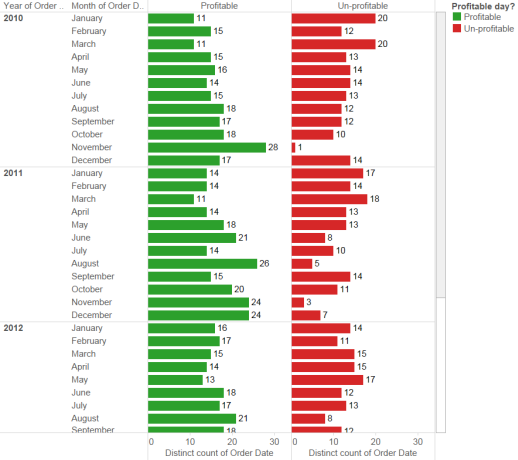 Year of Order .. Month of Order D.. Profitable Un-profitable Profitable day?
Profitable
Un-profitable
2010 January 11 20
February 15 12
March 11 20
April 15 13
May 16 14
June 14 14
July 15 13
August 18 12
September 17 12
October 18 10
November 28 1
December 17 14
2011 January 14 17
February 14 14
March 11 18
April 14 13
May 18 13
June 21 8
July 14 10
August 26 5
September 15 14
October 20 11
November 24 3
December 24 7
2012 January 16 14
February 17 11
March 15 15
April 14 15
May 13 17
June 18 12
July 17 13
August 21 8
September 18 12
0 10 20 30 0 10 20 30
Distinct count of Order Date Distinct count of Order Date